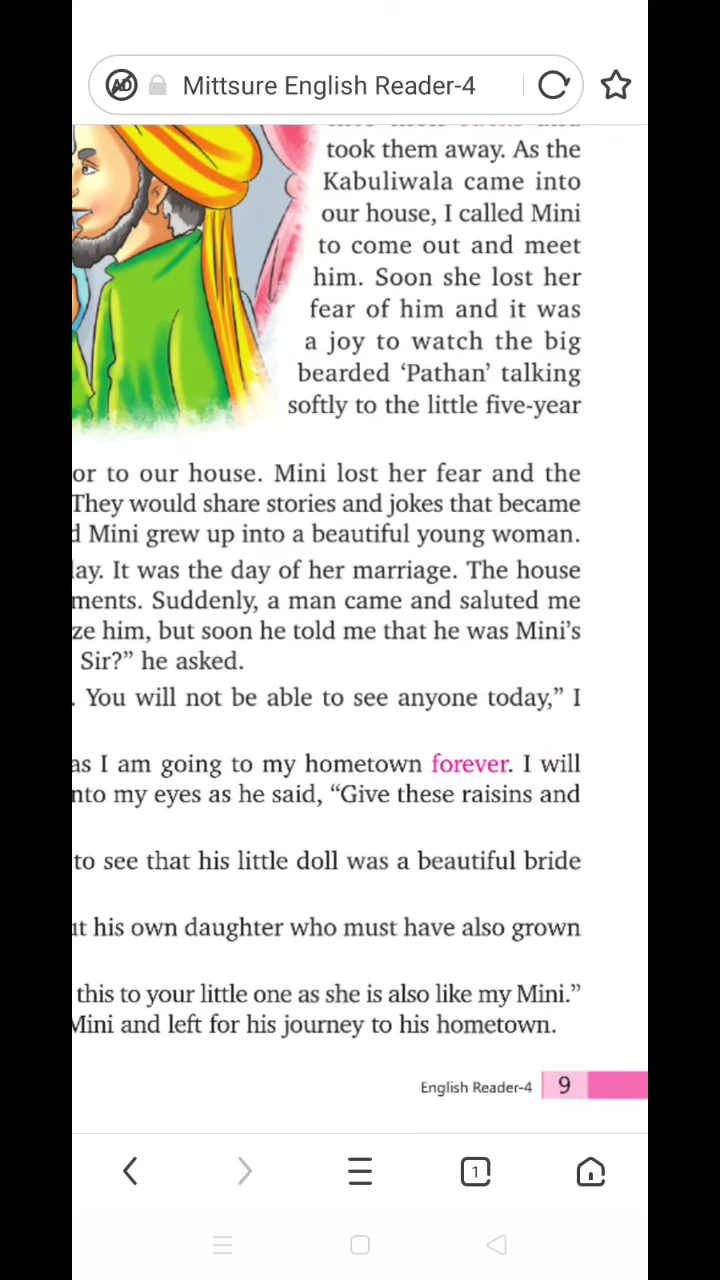 Mittsure English Reader-4
took them away. As the
Kabuliwala came into
our house, I called Mini
to come out and meet
him. Soon she lost her
fear of him and it was
a joy to watch the big
bearded ‘Pathan’ talking
softly to the little five-year
or to our house. Mini lost her fear and the
They would share stories and jokes that became
d Mini grew up into a beautiful young woman.
lay. It was the day of her marriage. The house
ments. Suddenly, a man came and saluted me
ze him, but soon he told me that he was Mini’s
Sir?” he asked.
. You will not be able to see anyone today,” I
as I am going to my hometown forever. I will
nto my eyes as he said, “Give these raisins and
to see that his little doll was a beautiful bride
ut his own daughter who must have also grown
this to your little one as she is also like my Mini.”
Mini and left for his journey to his hometown.
English Reader-4 9
1